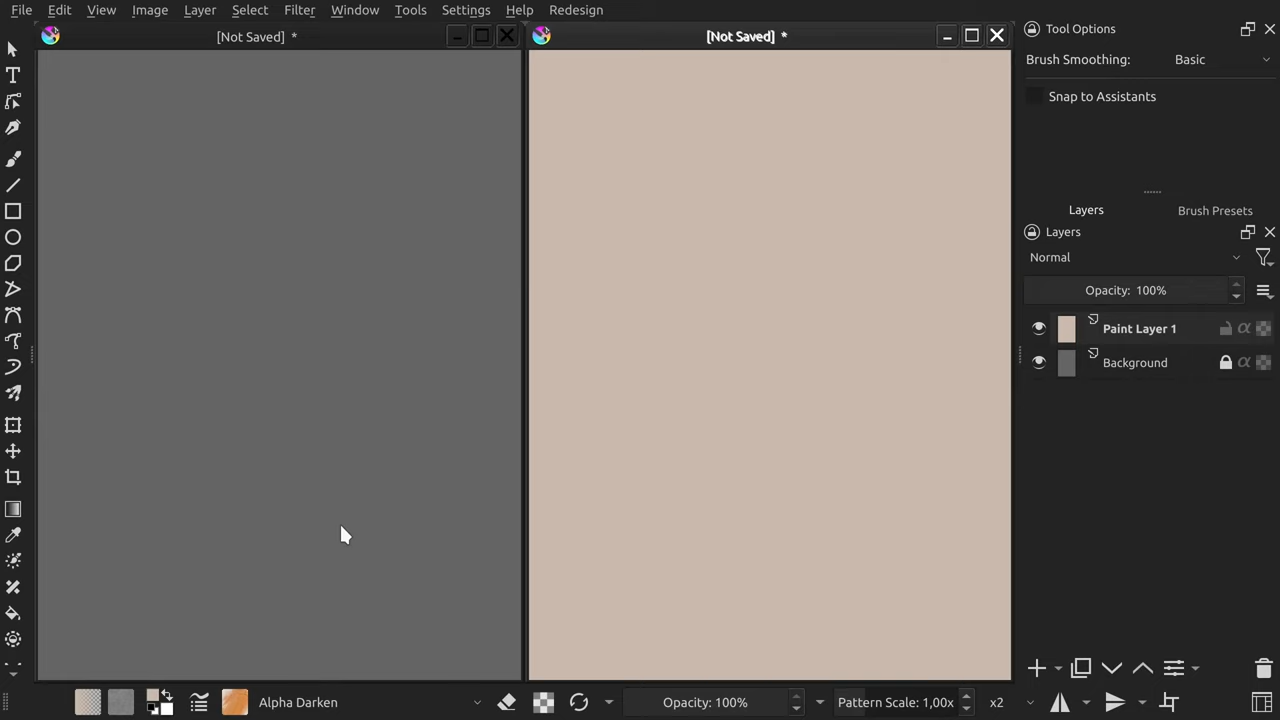 File Edit View Image Layer Select Filter Window Tools Settings Help Redesign
[Not Saved] *
[Not Saved] *
Tool Options
Brush Smoothing: Basic
Snap to Assistants
Layers Brush Presets
Layers
Normal
Opacity: 100%
Paint Layer 1
Background
Alpha Darken
Opacity: 100%
Pattern Scale: 1,00x
x2